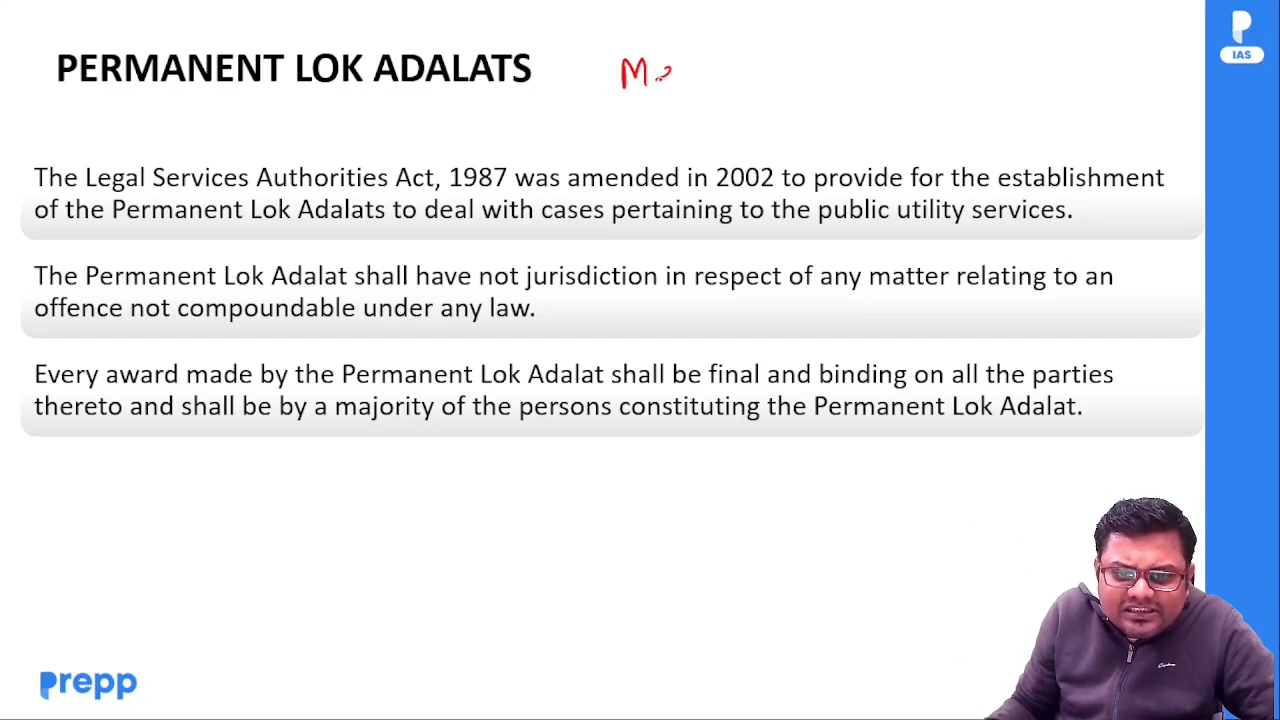 PERMANENT LOK ADALATS
IAS
The Legal Services Authorities Act, 1987 was amended in 2002 to provide for the establishment
of the Permanent Lok Adalats to deal with cases pertaining to the public utility services.
The Permanent Lok Adalat shall have not jurisdiction in respect of any matter relating to an
offence not compoundable under any law.
Every award made by the Permanent Lok Adalat shall be final and binding on all the parties
thereto and shall be by a majority of the persons constituting the Permanent Lok Adalat.
prepp